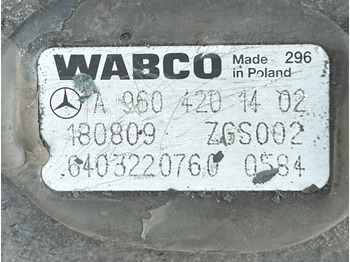 WABCO Made 296
in Poland
A 960 420 14 02
180809 ZGS002
6403220760 0584